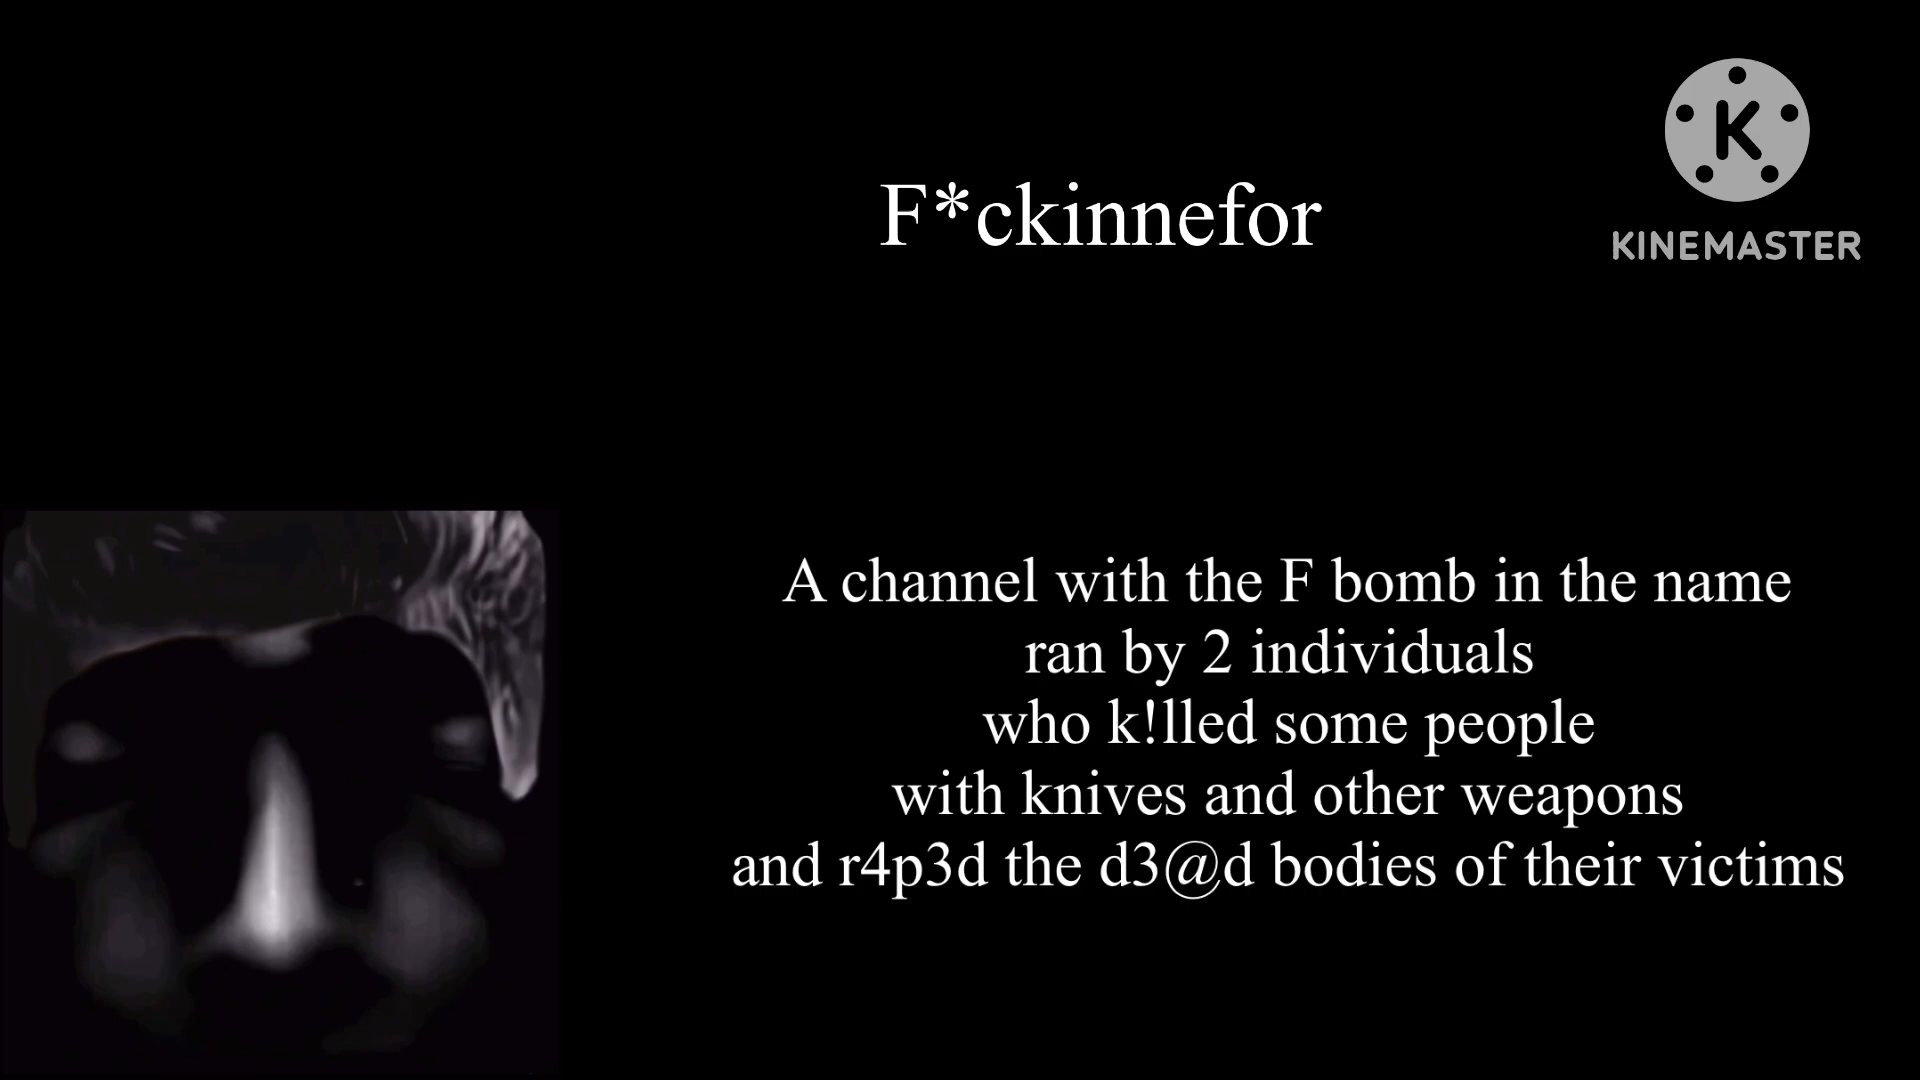 K
KINEMASTER
F*ckinnefor
A channel with the F bomb in the name
ran by 2 individuals
who k!lled some people
with knives and other weapons
and r4p3d the d3@d bodies of their victims